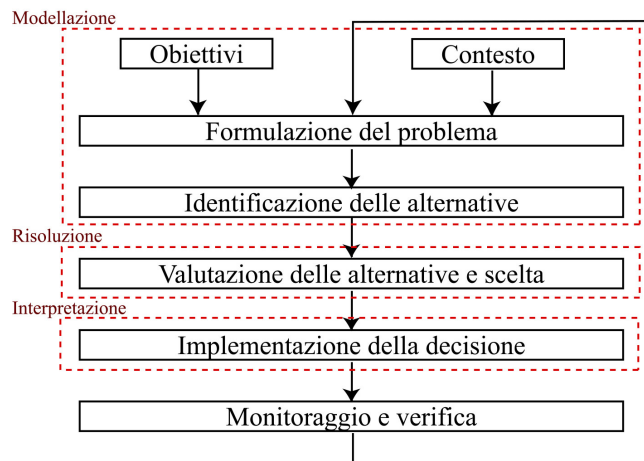 Modellazione
Obiettivi
Contesto
Formulazione del problema
Identificazione delle alternative
Risoluzione
Valutazione delle alternative e scelta
Interpretazione
Implementazione della decisione
Monitoraggio e verifica